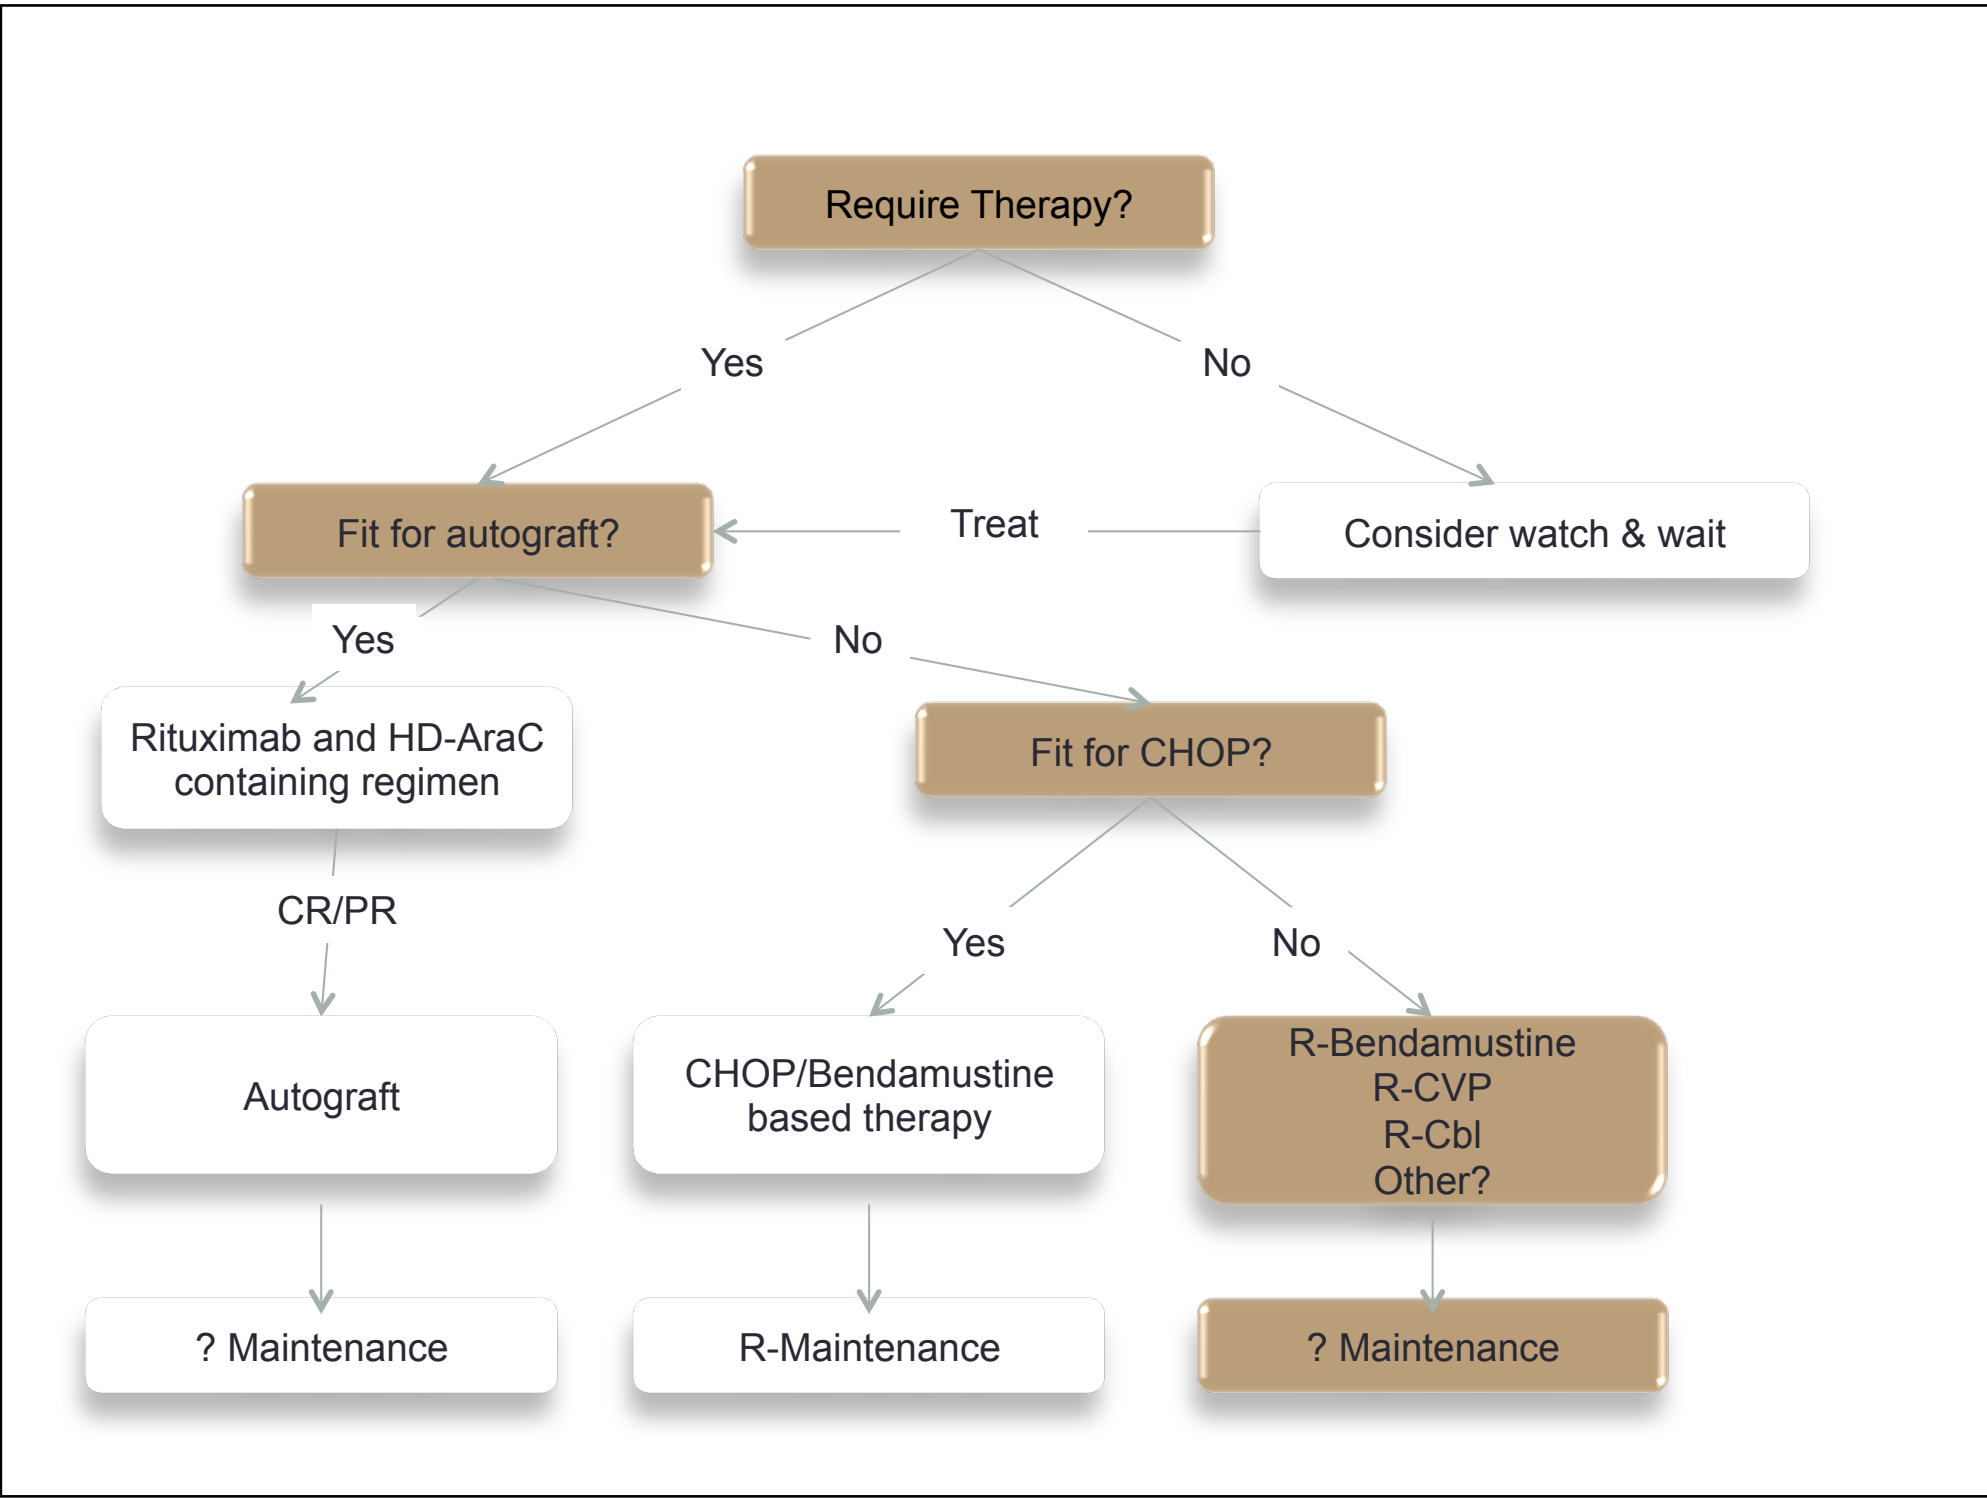 Require Therapy?
Yes
No
Fit for autograft?
Treat
Consider watch & wait
Yes
No
Rituximab and HD-AraC
containing regimen
Fit for CHOP?
CR/PR
Yes
No
Autograft
CHOP/Bendamustine
based therapy
R-Bendamustine
R-CVP
R-Cbl
Other?
? Maintenance
R-Maintenance
? Maintenance